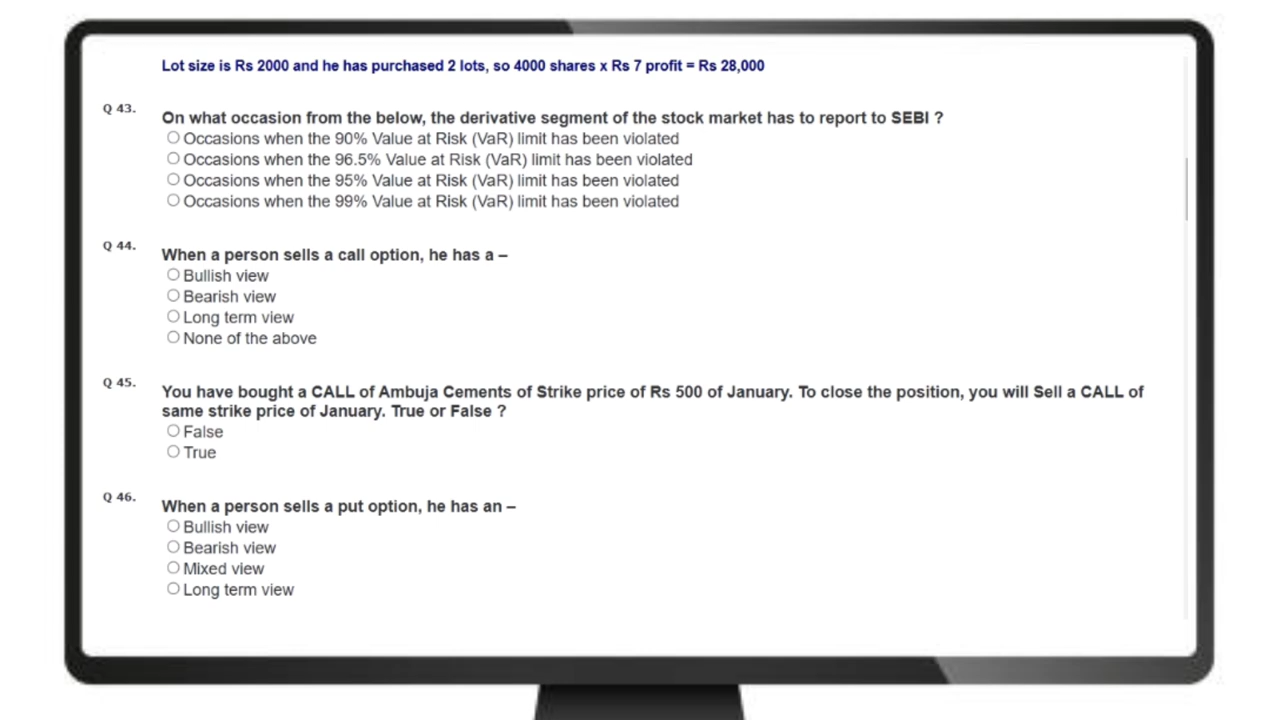 Lot size is Rs 2000 and he has purchased 2 lots, so 4000 shares x Rs 7 profit = Rs 28,000
Q 43.
On what occasion from the below, the derivative segment of the stock market has to report to SEBI ?
Occasions when the 90% Value at Risk (VaR) limit has been violated
Occasions when the 96.5% Value at Risk (VaR) limit has been violated
Occasions when the 95% Value at Risk (VaR) limit has been violated
Occasions when the 99% Value at Risk (VaR) limit has been violated
Q 44.
When a person sells a call option, he has a –
Bullish view
Bearish view
Long term view
None of the above
Q 45.
You have bought a CALL of Ambuja Cements of Strike price of Rs 500 of January. To close the position, you will Sell a CALL of
same strike price of January. True or False ?
False
True
Q 46.
When a person sells a put option, he has an –
Bullish view
Bearish view
Mixed view
Long term view